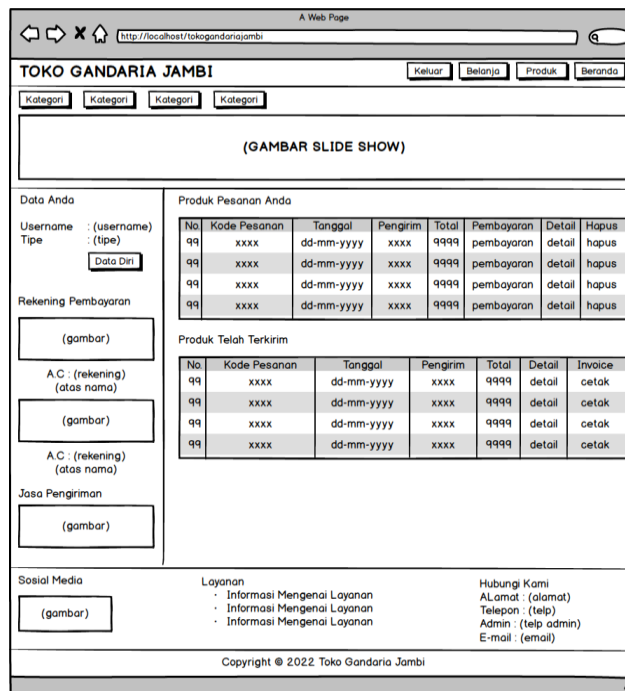 A Web Page
http://localhost/tokogandariajambi
TOKO GANDARIA JAMBI
Keluar Belanja Produk Beranda
Kategori Kategori Kategori Kategori
(GAMBAR SLIDE SHOW)
Data Anda
Username : (username)
Tipe : (tipe)
Data Diri
Rekening Pembayaran
(gambar)
A.C : (rekening)
(atas nama)
(gambar)
A.C : (rekening)
(atas nama)
Jasa Pengiriman
(gambar)
Produk Pesanan Anda
No. Kode Pesanan Tanggal Pengirim Total Pembayaran Detail Hapus
99 xxxx dd-mm-yyyy xxxx 9999 pembayaran detail hapus
99 xxxx dd-mm-yyyy xxxx 9999 pembayaran detail hapus
99 xxxx dd-mm-yyyy xxxx 9999 pembayaran detail hapus
99 xxxx dd-mm-yyyy xxxx 9999 pembayaran detail hapus
Produk Telah Terkirim
No. Kode Pesanan Tanggal Pengirim Total Detail Invoice
99 xxxx dd-mm-yyyy xxxx 9999 detail cetak
99 xxxx dd-mm-yyyy xxxx 9999 detail cetak
99 xxxx dd-mm-yyyy xxxx 9999 detail cetak
99 xxxx dd-mm-yyyy xxxx 9999 detail cetak
Sosial Media
(gambar)
Layanan
· Informasi Mengenai Layanan
· Informasi Mengenai Layanan
· Informasi Mengenai Layanan
Hubungi Kami
ALamat : (alamat)
Telepon : (telp)
Admin : (telp admin)
E-mail : (email)
Copyright © 2022 Toko Gandaria Jambi